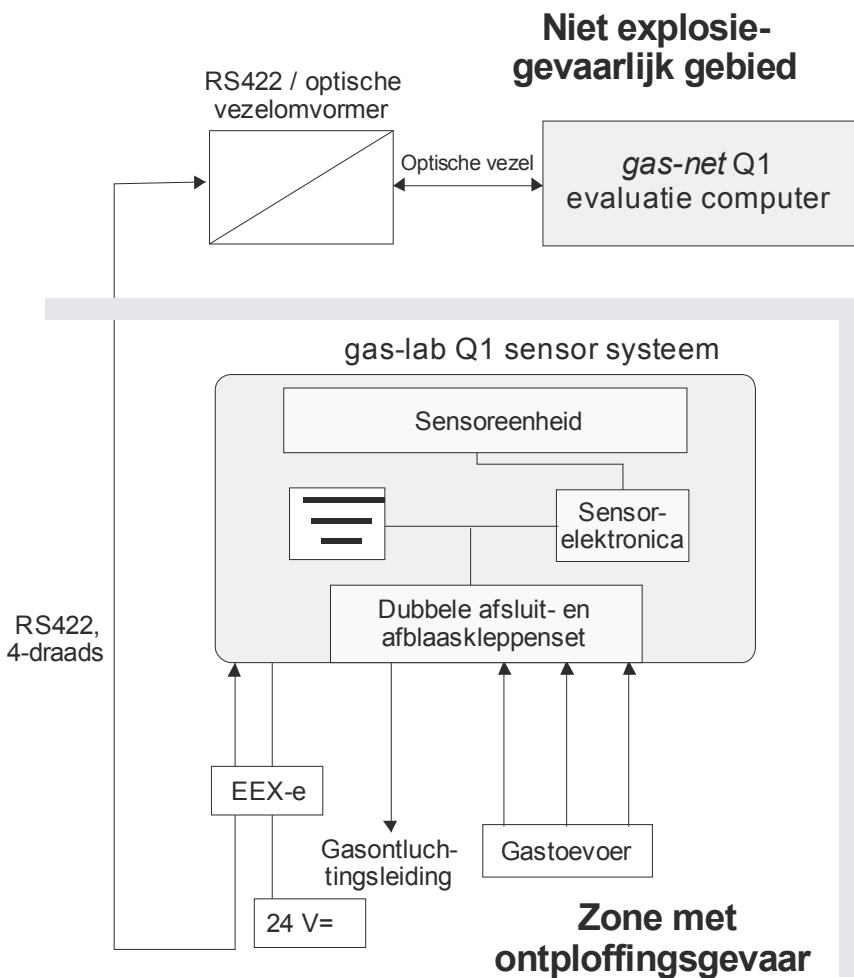 Niet explosie-
gevaarlijk gebied
RS422 / optische
vezelomvormer
Optische vezel
gas-net Q1
evaluatie computer
gas-lab Q1 sensor systeem
Sensoreenheid
Sensor-
elektronica
Dubbele afsluit- en
afblaaskleppenset
RS422,
4-draads
EEX-e
Gasontluch-
tingsleiding
Gastoevoer
24 V=
Zone met
ontploffingsgevaar